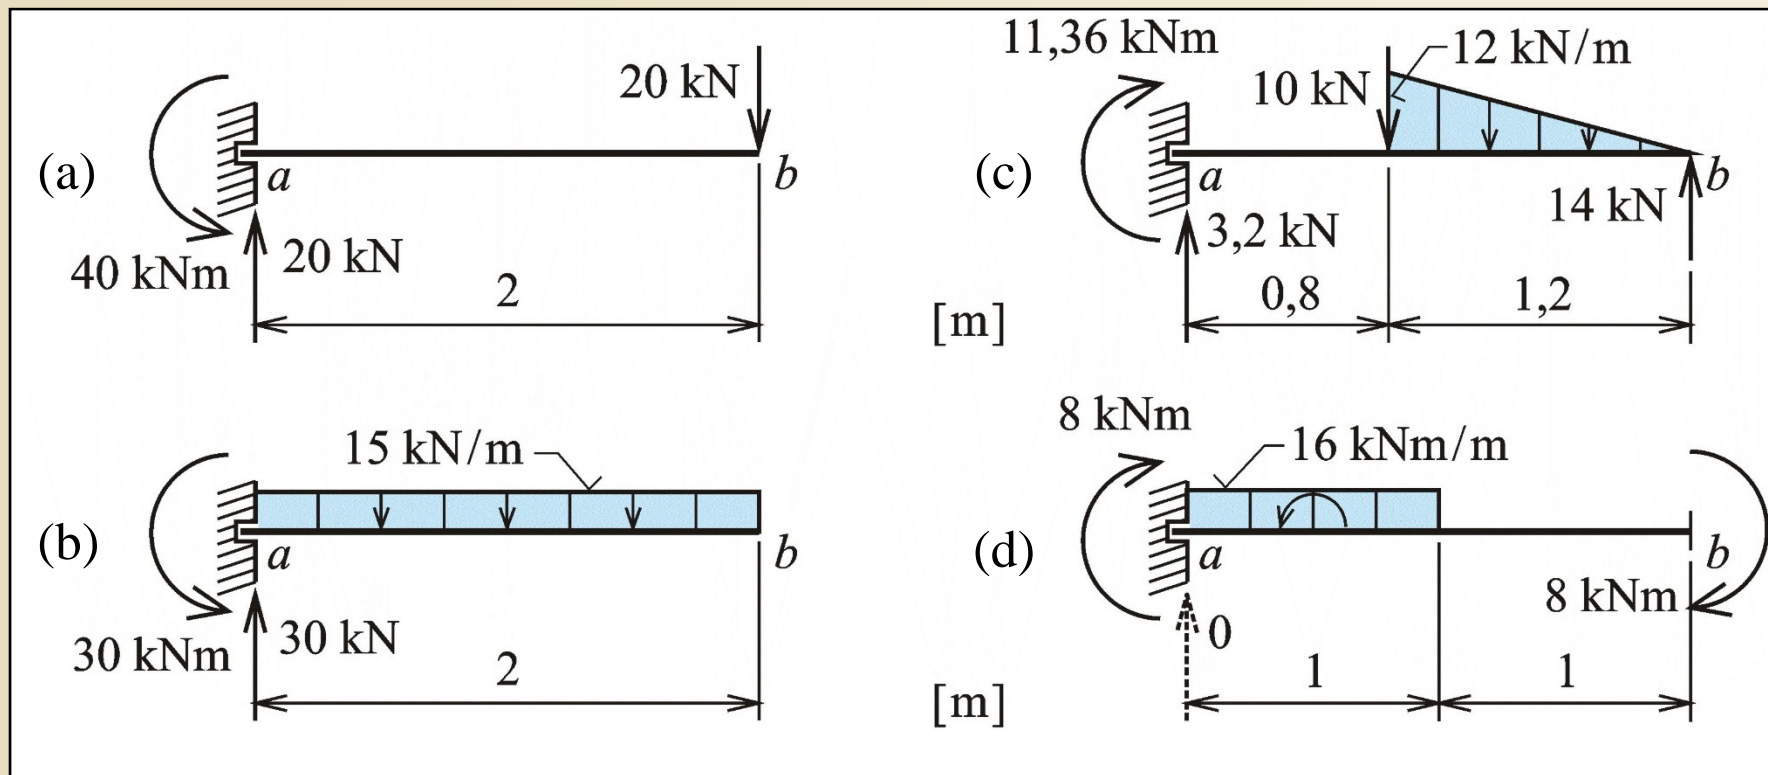 (a)
20 kN
a
b
40 kNm
20 kN
2
(c)
11,36 kNm
10 kN
12 kN/m
a
b
14 kN
3,2 kN
0,8
1,2
[m]
(b)
15 kN/m
a
b
30 kNm
30 kN
2
(d)
8 kNm
16 kNm/m
a
b
8 kNm
0
1
1
[m]